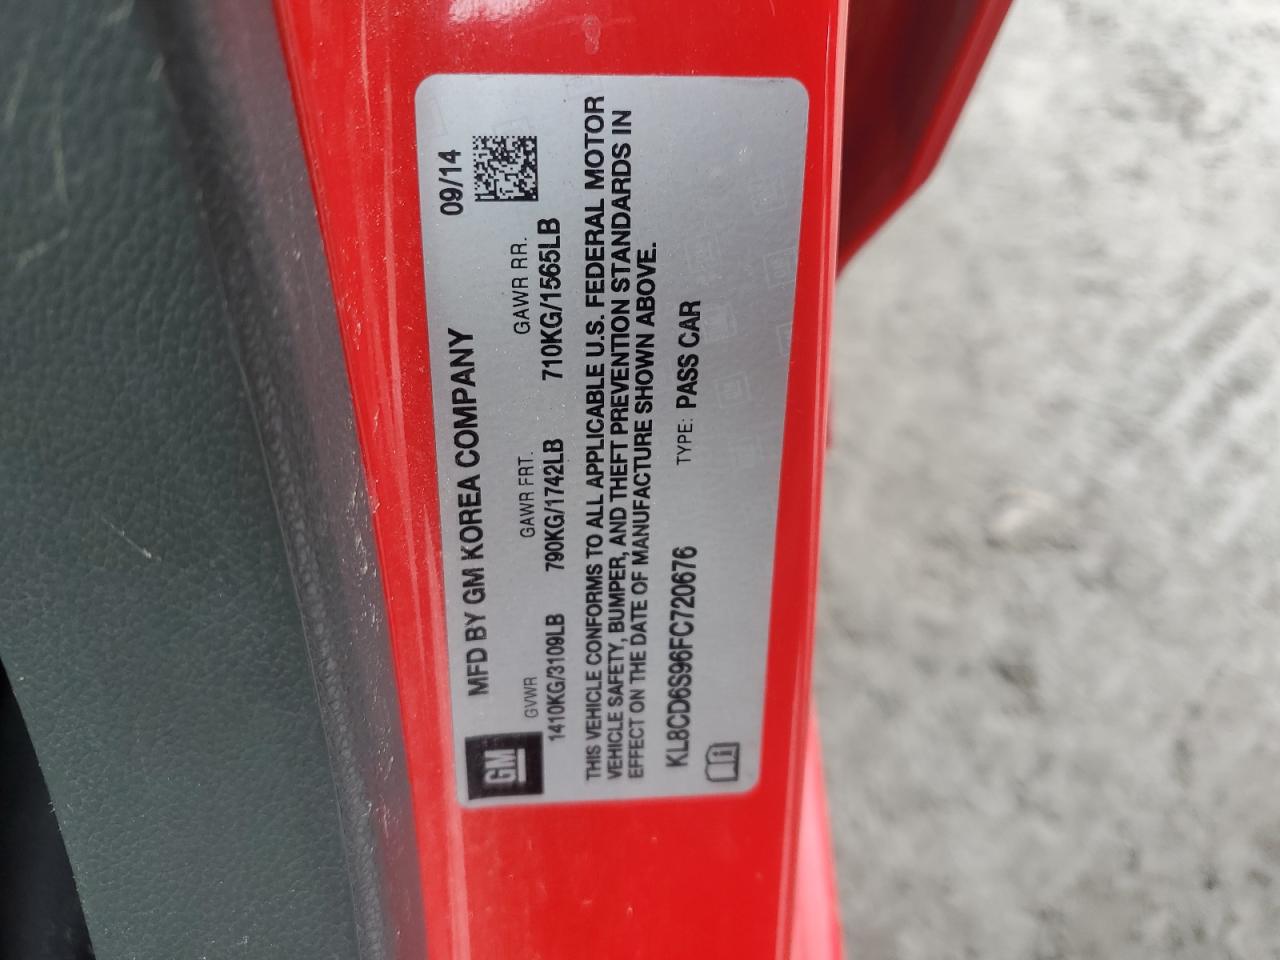 GM
MFD BY GM KOREA COMPANY
09/14
GVWR
GAWR FRT.
GAWR RR.
1410KG/3109LB
790KG/1742LB
710KG/1565LB
THIS VEHICLE CONFORMS TO ALL APPLICABLE U.S. FEDERAL MOTOR
VEHICLE SAFETY, BUMPER, AND THEFT PREVENTION STANDARDS IN
EFFECT ON THE DATE OF MANUFACTURE SHOWN ABOVE.
KL8CD6S96FC720676
TYPE: PASS CAR